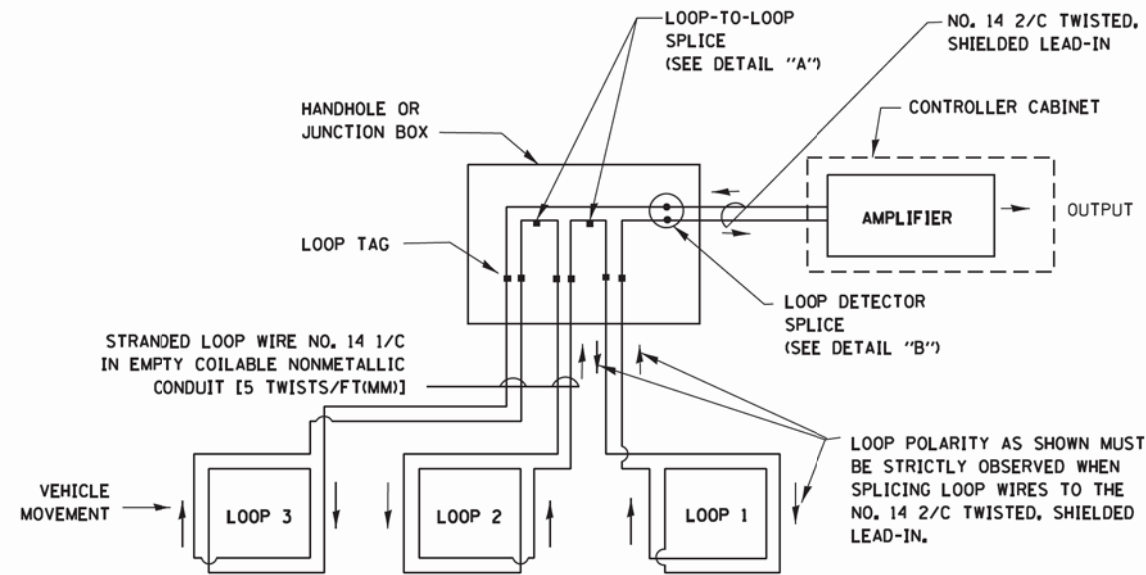 LOOP-TO-LOOP
SPLICE
(SEE DETAIL "A")
NO. 14 2/C TWISTED,
SHIELDED LEAD-IN
HANDHOLE OR
JUNCTION BOX
CONTROLLER CABINET
AMPLIFIER
OUTPUT
LOOP TAG
LOOP DETECTOR
SPLICE
(SEE DETAIL "B")
STRANDED LOOP WIRE NO. 14 1/C
IN EMPTY COILABLE NONMETALLIC
CONDUIT [5 TWISTS/FT(MM)]
LOOP POLARITY AS SHOWN MUST
BE STRICTLY OBSERVED WHEN
SPLICING LOOP WIRES TO THE
NO. 14 2/C TWISTED, SHIELDED
LEAD-IN.
VEHICLE
MOVEMENT
LOOP 3
LOOP 2
LOOP 1